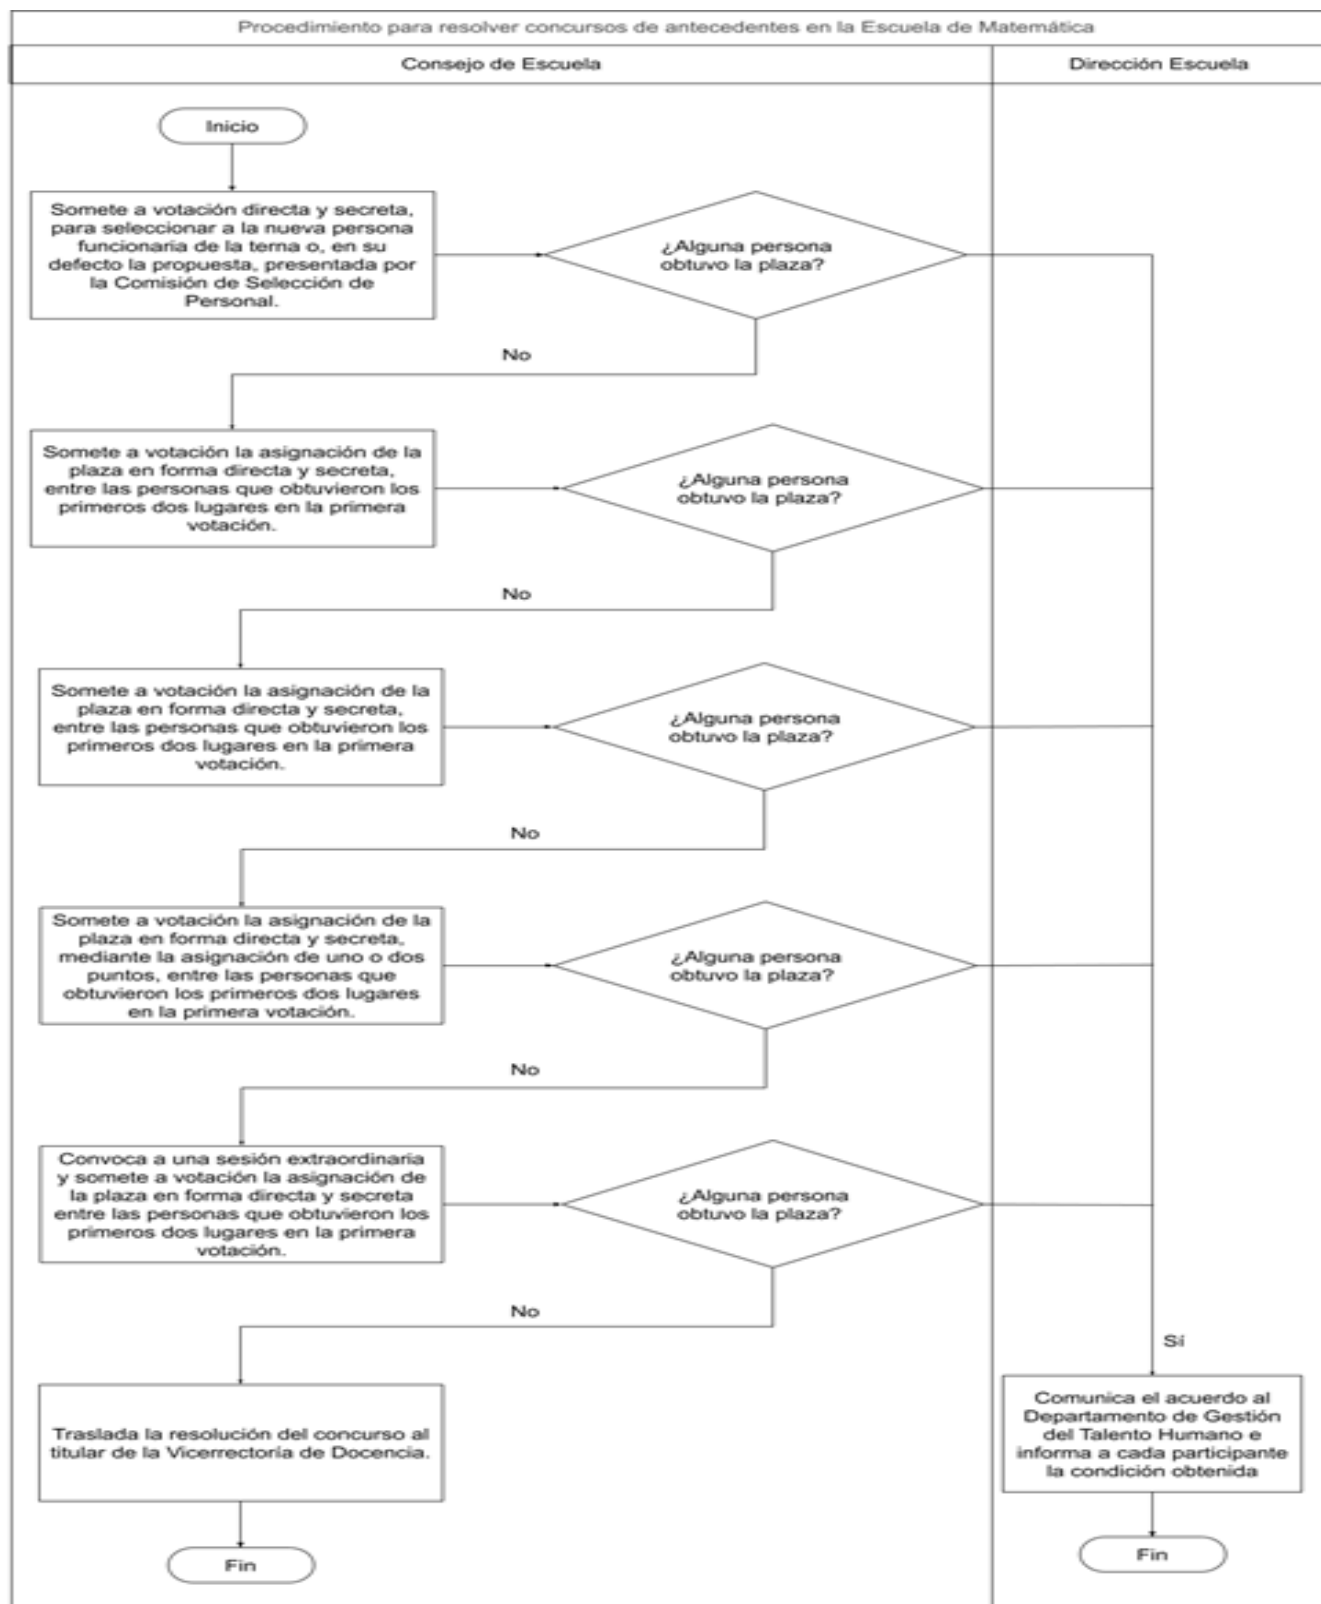 Procedimiento para resolver concursos de antecedentes en la Escuela de Matemática
Consejo de Escuela
Dirección Escuela
Inicio
Somete a votación directa y secreta,
para seleccionar a la nueva persona
funcionaria de la terna o, en su
defecto la propuesta, presentada por
la Comisión de Selección de
Personal.
¿Alguna persona
obtuvo la plaza?
No
Somete a votación la asignación de la
plaza en forma directa y secreta,
entre las personas que obtuvieron los
primeros dos lugares en la primera
votación.
¿Alguna persona
obtuvo la plaza?
No
Somete a votación la asignación de la
plaza en forma directa y secreta,
entre las personas que obtuvieron los
primeros dos lugares en la primera
votación.
¿Alguna persona
obtuvo la plaza?
No
Somete a votación la asignación de la
plaza en forma directa y secreta,
mediante la asignación de uno o dos
puntos, entre las personas que
obtuvieron los primeros dos lugares
en la primera votación.
¿Alguna persona
obtuvo la plaza?
No
Convoca a una sesión extraordinaria
y somete a votación la asignación de
la plaza en forma directa y secreta
entre las personas que obtuvieron los
primeros dos lugares en la primera
votación.
¿Alguna persona
obtuvo la plaza?
No
Sí
Traslada la resolución del concurso al
titular de la Vicerrectoría de Docencia.
Fin
Comunica el acuerdo al
Departamento de Gestión
del Talento Humano e
informa a cada participante
la condición obtenida
Fin